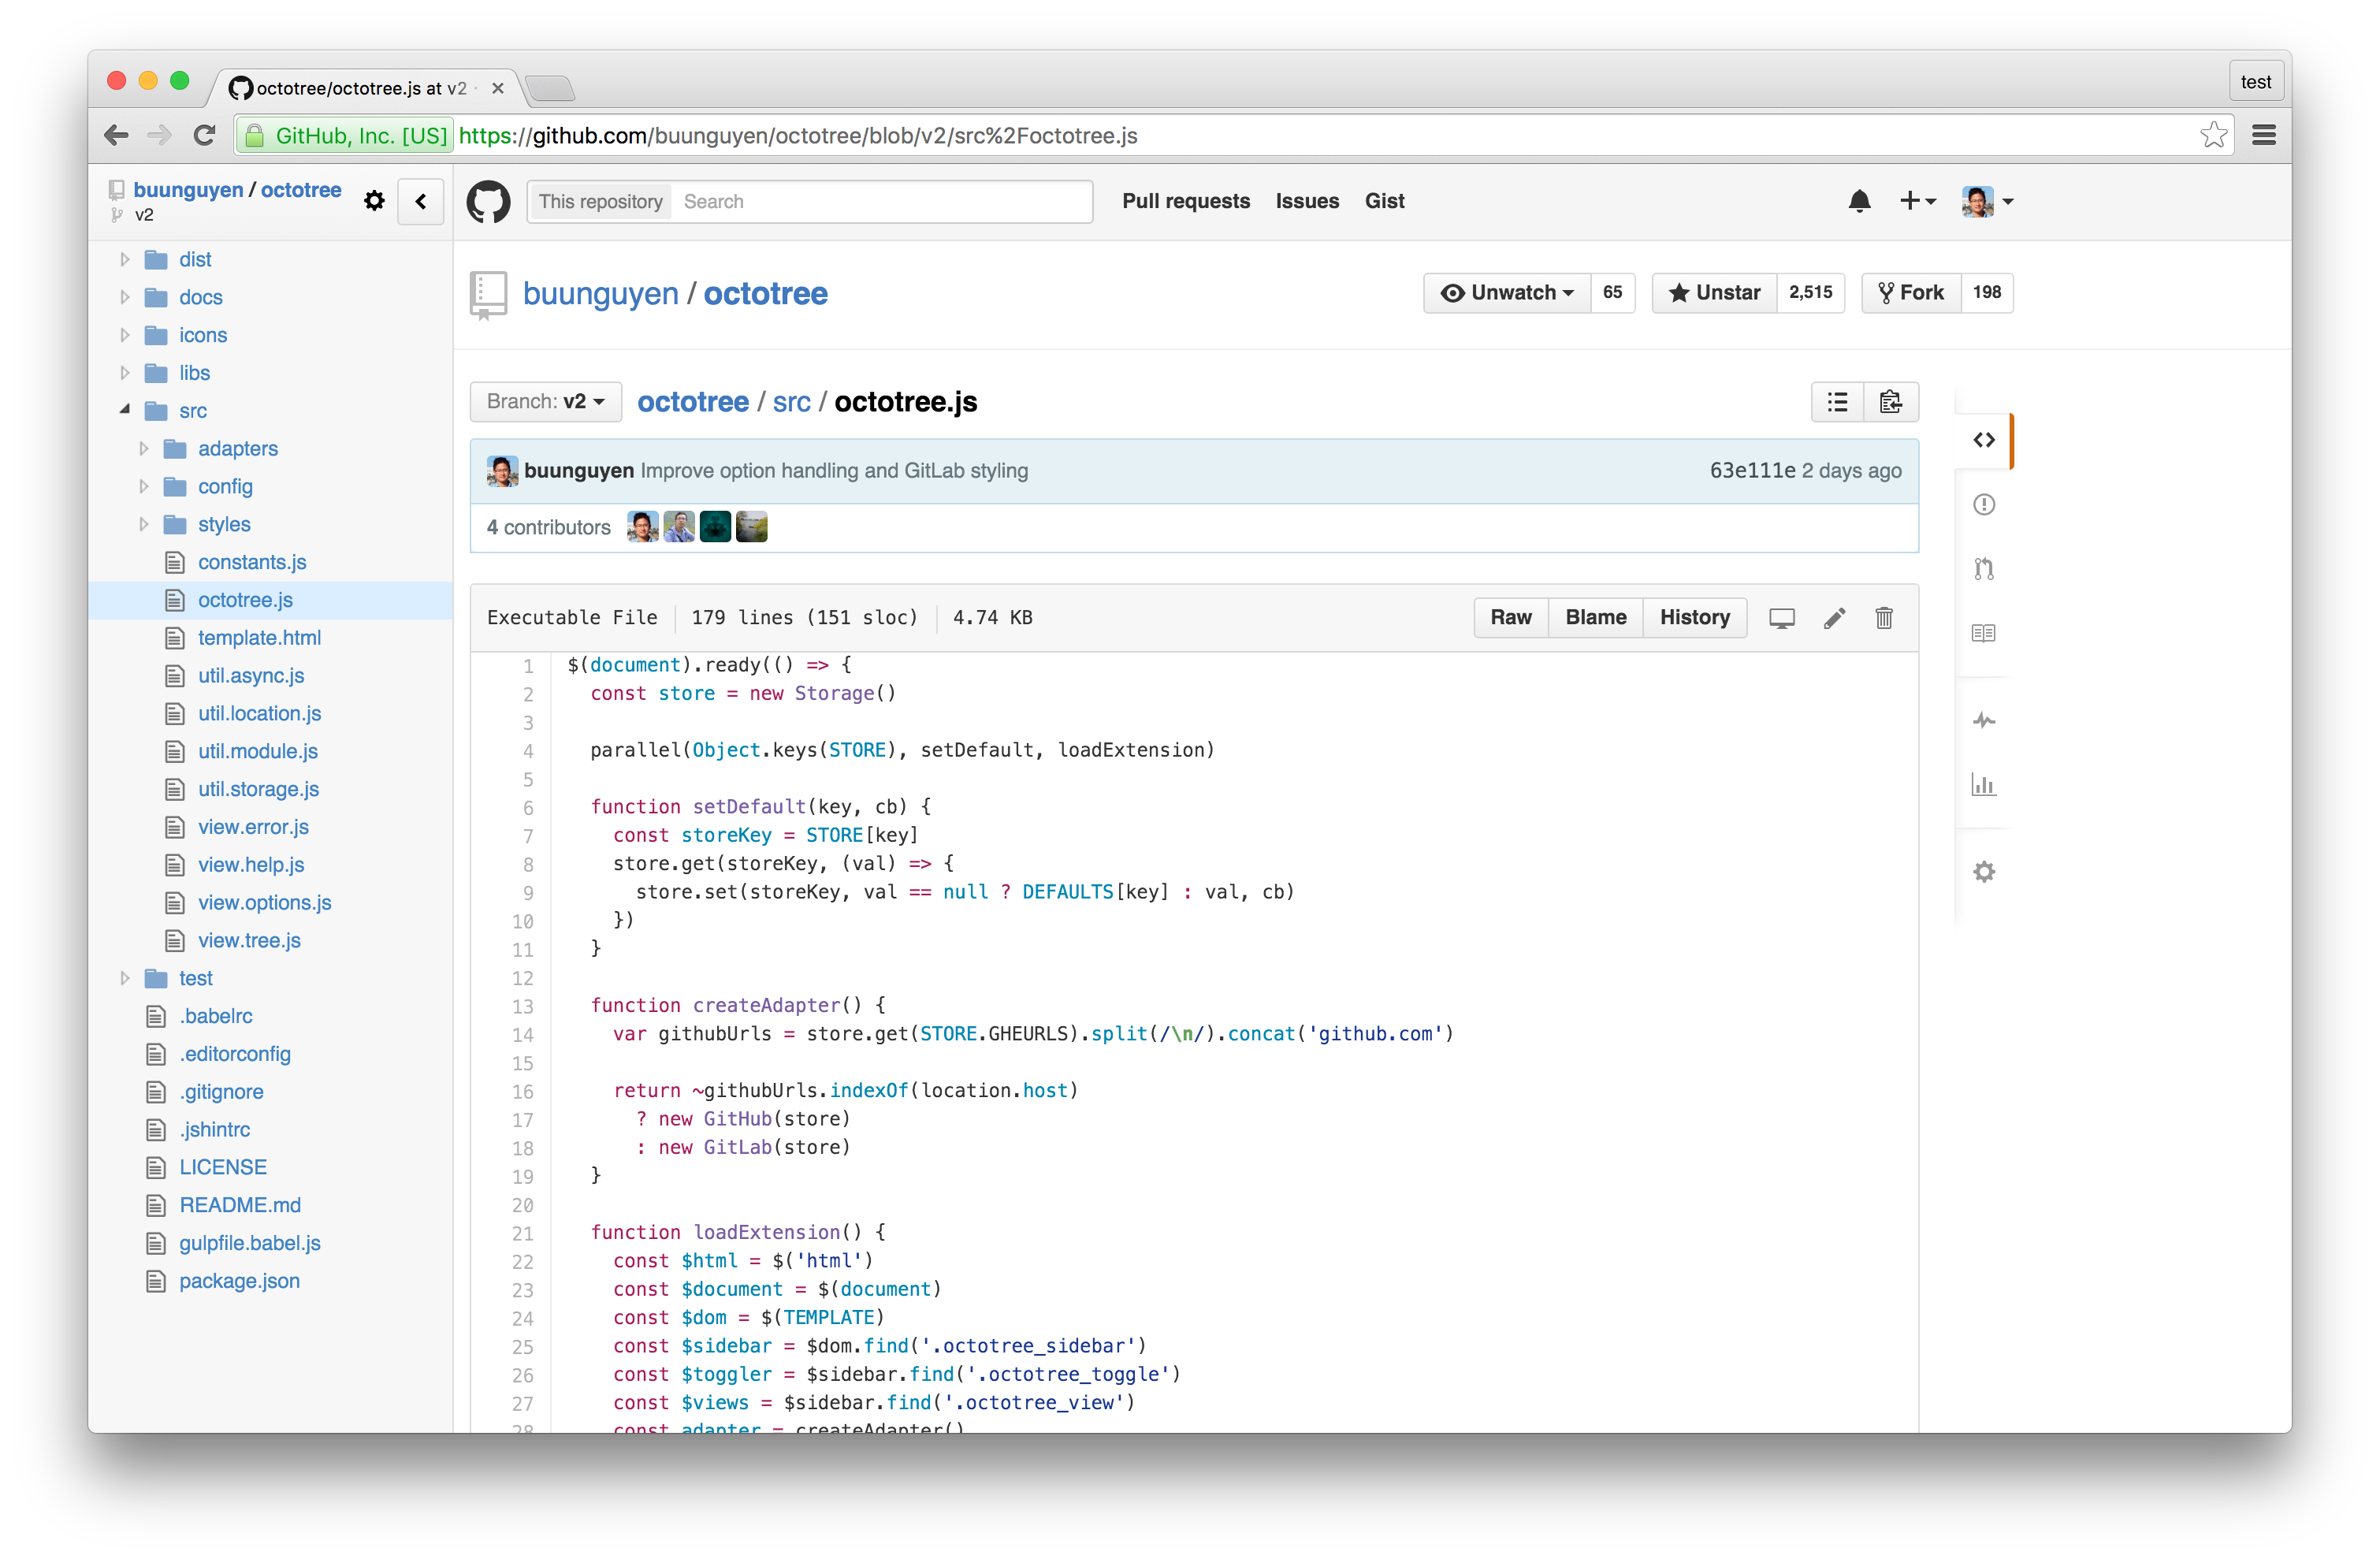 octotree/octotree.js at v2
test
GitHub, Inc. [US] https://github.com/buunguyen/octotree/blob/v2/src%2Foctotree.js
buunguyen / octotree
v2
dist
docs
icons
libs
src
adapters
config
styles
constants.js
octotree.js
template.html
util.async.js
util.location.js
util.module.js
util.storage.js
view.error.js
view.help.js
view.options.js
view.tree.js
test
.babelrc
.editorconfig
.gitignore
.jshintrc
LICENSE
README.md
gulpfile.babel.js
package.json
This repository Search Pull requests Issues Gist
buunguyen / octotree
Unwatch 65 Unstar 2,515 Fork 198
Branch: v2 octotree / src / octotree.js
buunguyen Improve option handling and GitLab styling 63e111e 2 days ago
4 contributors
Executable File 179 lines (151 sloc) 4.74 KB Raw Blame History
1 $(document).ready(() => {
2 const store = new Storage()
3
4 parallel(Object.keys(STORE), setDefault, loadExtension)
5
6 function setDefault(key, cb) {
7 const storeKey = STORE[key]
8 store.get(storeKey, (val) => {
9 store.set(storeKey, val == null ? DEFAULTS[key] : val, cb)
10 })
11 }
12
13 function createAdapter() {
14 var githubUrls = store.get(STORE.GHEURLS).split(/\n/).concat('github.com')
15
16 return ~githubUrls.indexOf(location.host)
17 ? new GitHub(store)
18 : new GitLab(store)
19 }
20
21 function loadExtension() {
22 const $html = $('html')
23 const $document = $(document)
24 const $dom = $(TEMPLATE)
25 const $sidebar = $dom.find('.octotree_sidebar')
26 const $toggler = $sidebar.find('.octotree_toggle')
27 const $views = $sidebar.find('.octotree_view')
28 const adapter = createAdapter()